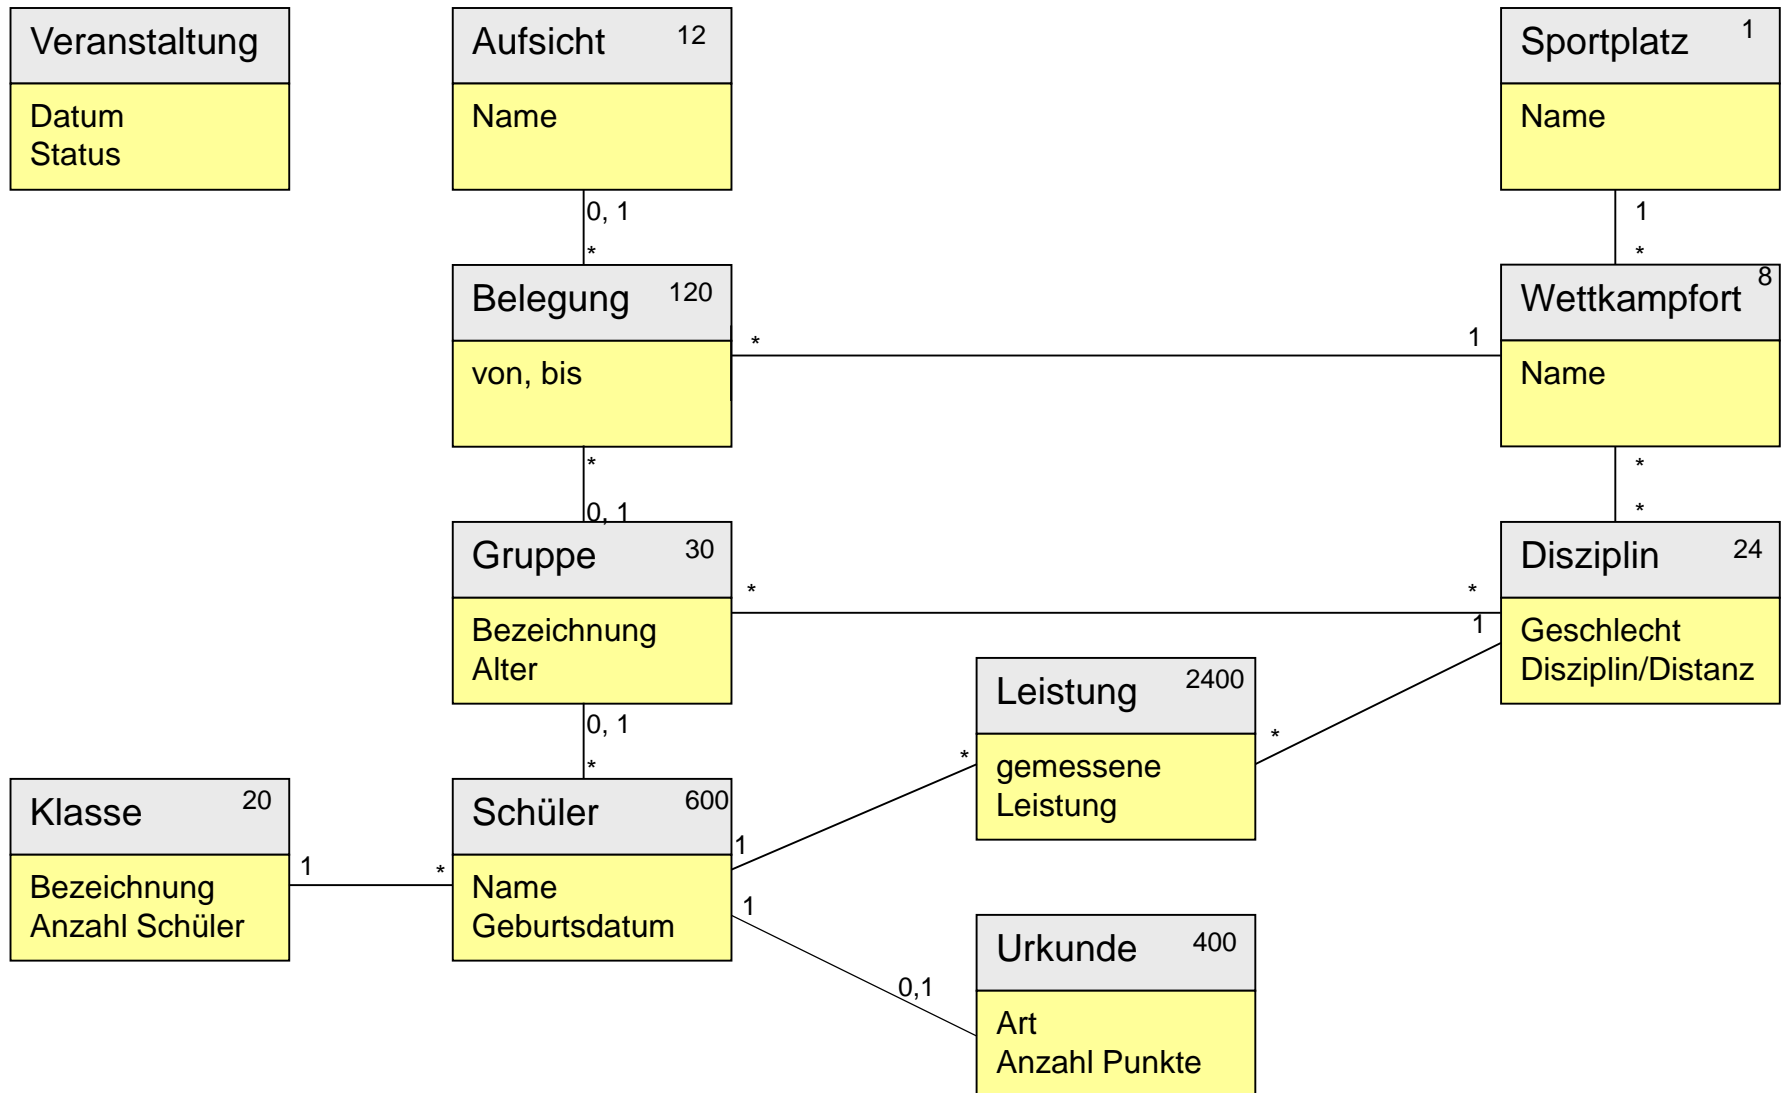 Veranstaltung
Datum
Status
Aufsicht 12
Name
Sportplatz 1
Name
0, 1
*
1
*
Belegung 120
von, bis
* 1
Wettkampfort 8
Name
*
0, 1
*
*
Gruppe 30
Bezeichnung
Alter
* *
1
Disziplin 24
Geschlecht
Disziplin/Distanz
0, 1
*
Leistung 2400
gemessene
Leistung
* *
Klasse 20
Bezeichnung
Anzahl Schüler
1 *
Schüler 600
Name
Geburtsdatum
1
1
0,1
Urkunde 400
Art
Anzahl Punkte